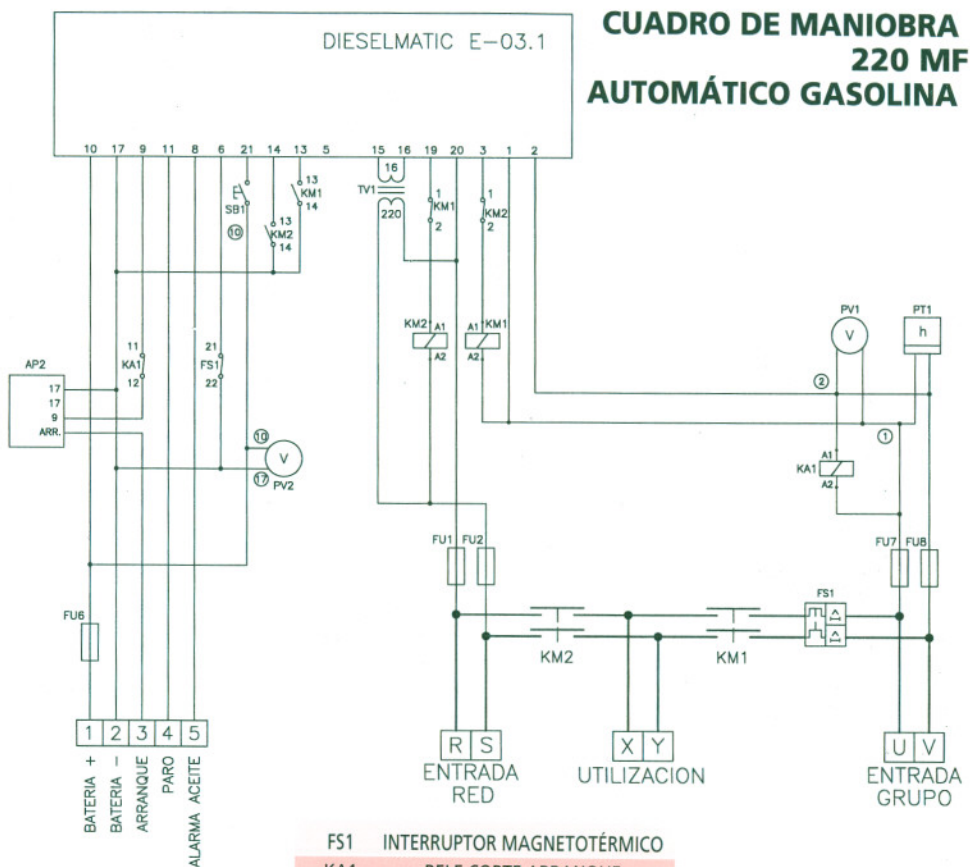 CUADRO DE MANIOBRA
220 MF
AUTOMÁTICO GASOLINA
DIESELMATIC E-03.1
10 17 9 11 8 6 21 14 13 5 15 16 19 20 3 1 2
16
TV1
220
SB1
10
13
KM2
14
13
KM1
14
1
KM1
2
1
KM2
2
KM2 A1
A2
A1 KM1
A2
PV1
V
PT1
h
2
1
KA1 A1
A2
AP2
17
17
9
ARR.
11
KA1
12
21
FS1
22
10
V
17
PV2
FU1 FU2
FU7 FU8
FS1
FU6
KM2
KM1
1 2 3 4 5
BATERIA +
BATERIA -
ARRANQUE
PARO
ALARMA ACEITE
R S
ENTRADA
RED
X Y
UTILIZACION
U V
ENTRADA
GRUPO
FS1 INTERRUPTOR MAGNETOTÉRMICO